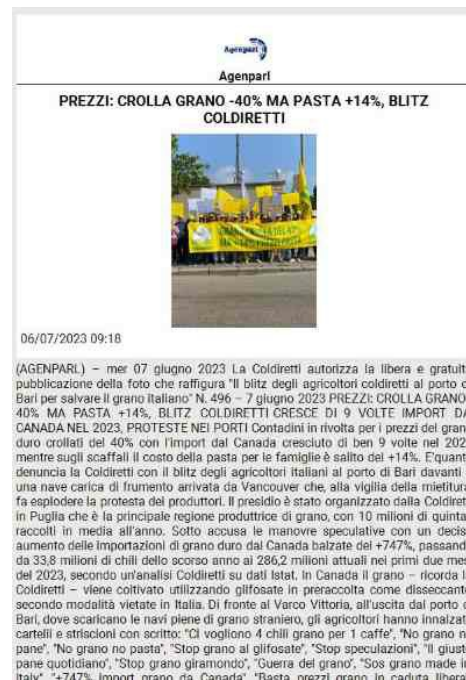 Agenparl
Agenparl
PREZZI: CROLLA GRANO -40% MA PASTA +14%, BLITZ
COLDIRETTI
06/07/2023 09:18
(AGENPARL) – mer 07 giugno 2023 La Coldiretti autorizza la libera e gratuit
pubblicazione della foto che raffigura "Il blitz degli agricoltori coldiretti al porto d
Bari per salvare il grano italiano" N. 496 – 7 giugno 2023 PREZZI: CROLLA GRANO
40% MA PASTA +14%, BLITZ COLDIRETTI CRESCE DI 9 VOLTE IMPORT DA
CANADA NEL 2023, PROTESTE NEI PORTI Contadini in rivolta per i prezzi del gran
duro crollati del 40% con l'import dal Canada cresciuto di ben 9 volte nel 202
mentre sugli scaffali il costo della pasta per le famiglie è salito del +14%. E'quant
denuncia la Coldiretti con il blitz degli agricoltori italiani al porto di Bari davanti
una nave carica di frumento arrivata da Vancouver che, alla vigilia della mietitura
fa esplodere la protesta dei produttori. Il presidio è stato organizzato dalla Coldiret
in Puglia che è la principale regione produttrice di grano, con 10 milioni di quinta
raccolti in media all'anno. Sotto accusa le manovre speculative con un decis
aumento delle importazioni di grano duro dal Canada balzate del +747%, passand
da 33,8 milioni di chili dello scorso anno ai 286,2 milioni attuali nei primi due mes
del 2023, secondo un'analisi Coldiretti su dati Istat. In Canada il grano – ricorda l
Coldiretti – viene coltivato utilizzando glifosate in preraccolta come disseccant
secondo modalità vietate in Italia. Di fronte al Varco Vittoria, all'uscita dal porto d
Bari, dove scaricano le navi piene di grano straniero, gli agricoltori hanno innalzat
cartelli e striscioni con scritto: "Ci vogliono 4 chili grano per 1 caffe", "No grano n
pane", "No grano no pasta", "Stop grano al glifosate", "Stop speculazioni", "Il giust
pane quotidiano", "Stop grano giramondo", "Guerra del grano", "Sos grano made i
Italy", "+747% import grano da Canada", "Basta prezzi grano in caduta libera